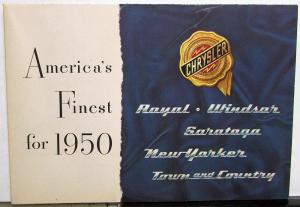 America's
Finest
for 1950
CHRYSLER
Royal • Windsor
Saratoga
New Yorker
Town and Country